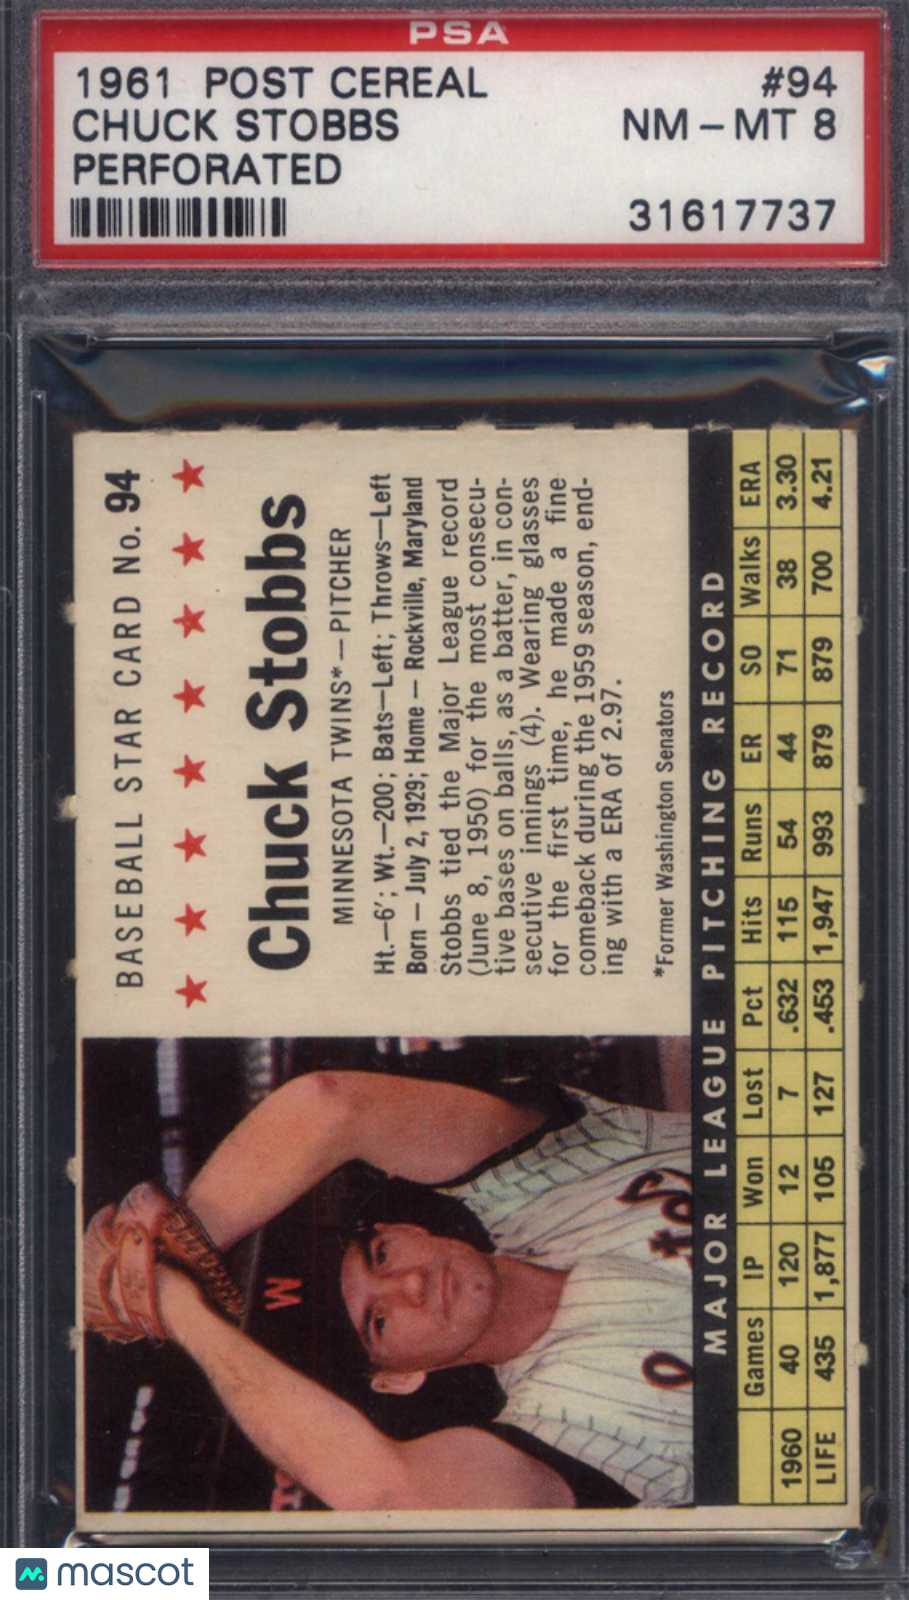 PSA
1961 POST CEREAL #94
CHUCK STOBBS NM - MT 8
PERFORATED
31617737
BASEBALL STAR CARD No. 94
Chuck Stobbs
MINNESOTA TWINS* — PITCHER
Ht.—6'; Wt.—200; Bats—Left; Throws—Left
Born — July 2, 1929; Home — Rockville, Maryland
Stobbs tied the Major League record
(June 8, 1950) for the most consecu-
tive bases on balls, as a batter, in con-
secutive innings (4). Wearing glasses
for the first time, he made a fine
comeback during the 1959 season, end-
ing with a ERA of 2.97.
*Former Washington Senators
W
MAJOR LEAGUE PITCHING RECORD
Games IP Won Lost Pct Hits Runs ER SO Walks ERA
1960 40 120 12 7 .632 115 54 44 71 38 3.30
LIFE 435 1,877 105 127 .453 1,947 993 879 879 700 4.21
mascot